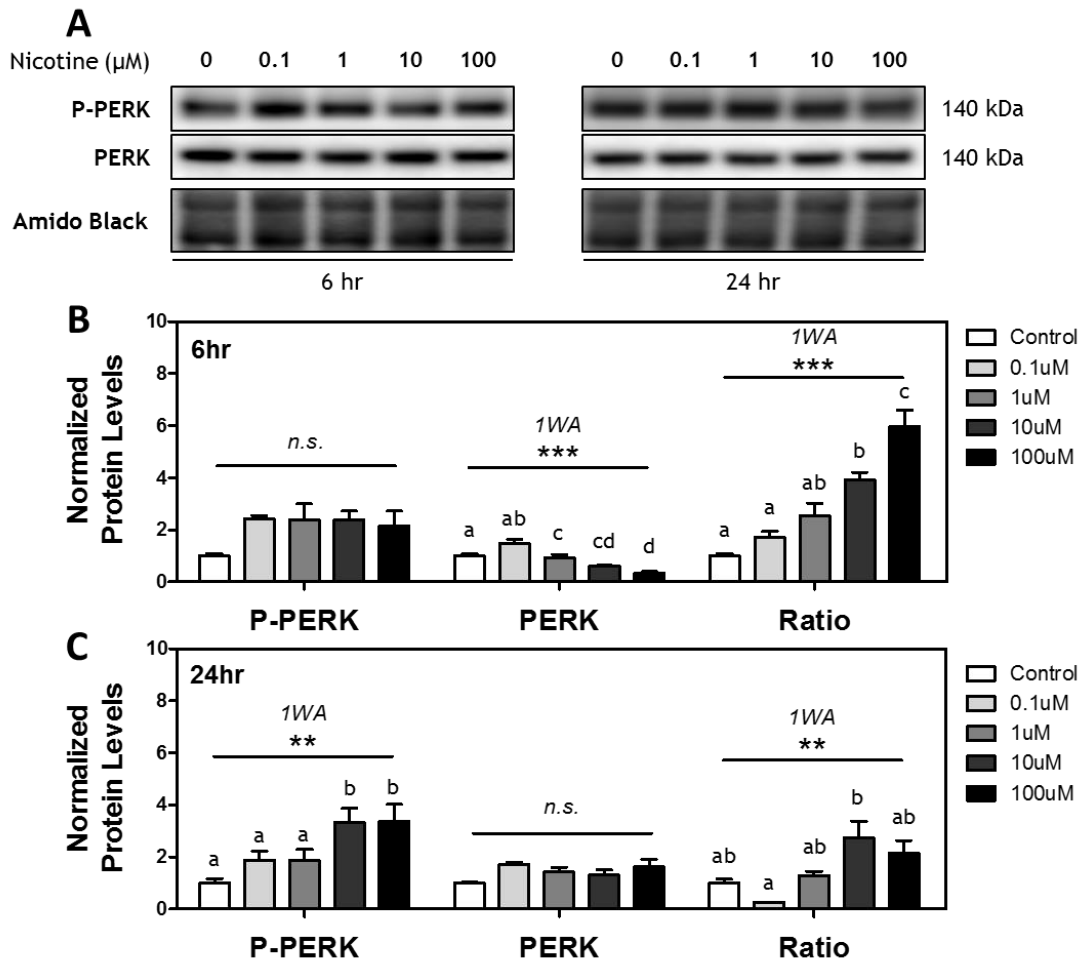 A
Nicotine (µM) 0 0.1 1 10 100 0 0.1 1 10 100
P-PERK 140 kDa
PERK 140 kDa
Amido Black
6 hr 24 hr
B
10
8
6
4
2
0
Normalized
Protein Levels
6hr
n.s.
1WA
***
a ab c cd d
1WA
***
a a ab b c
P-PERK PERK Ratio
Control
0.1uM
1uM
10uM
100uM
C
10
8
6
4
2
0
Normalized
Protein Levels
24hr
1WA
**
a a a b b
n.s.
1WA
**
ab a ab b ab
P-PERK PERK Ratio
Control
0.1uM
1uM
10uM
100uM